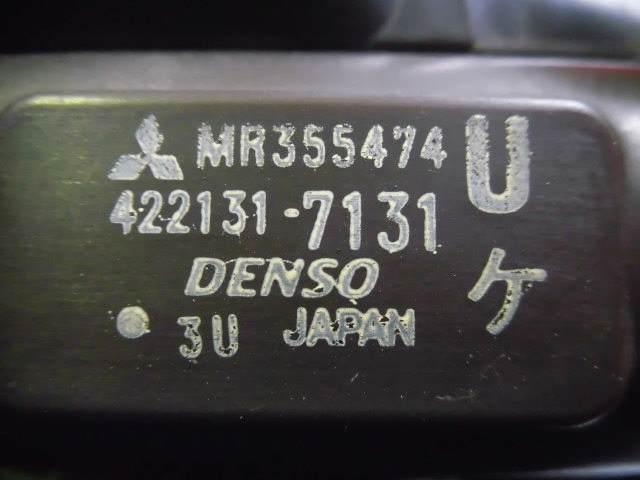 MR355474 U
422131-7131
DENSO ケ
3U JAPAN